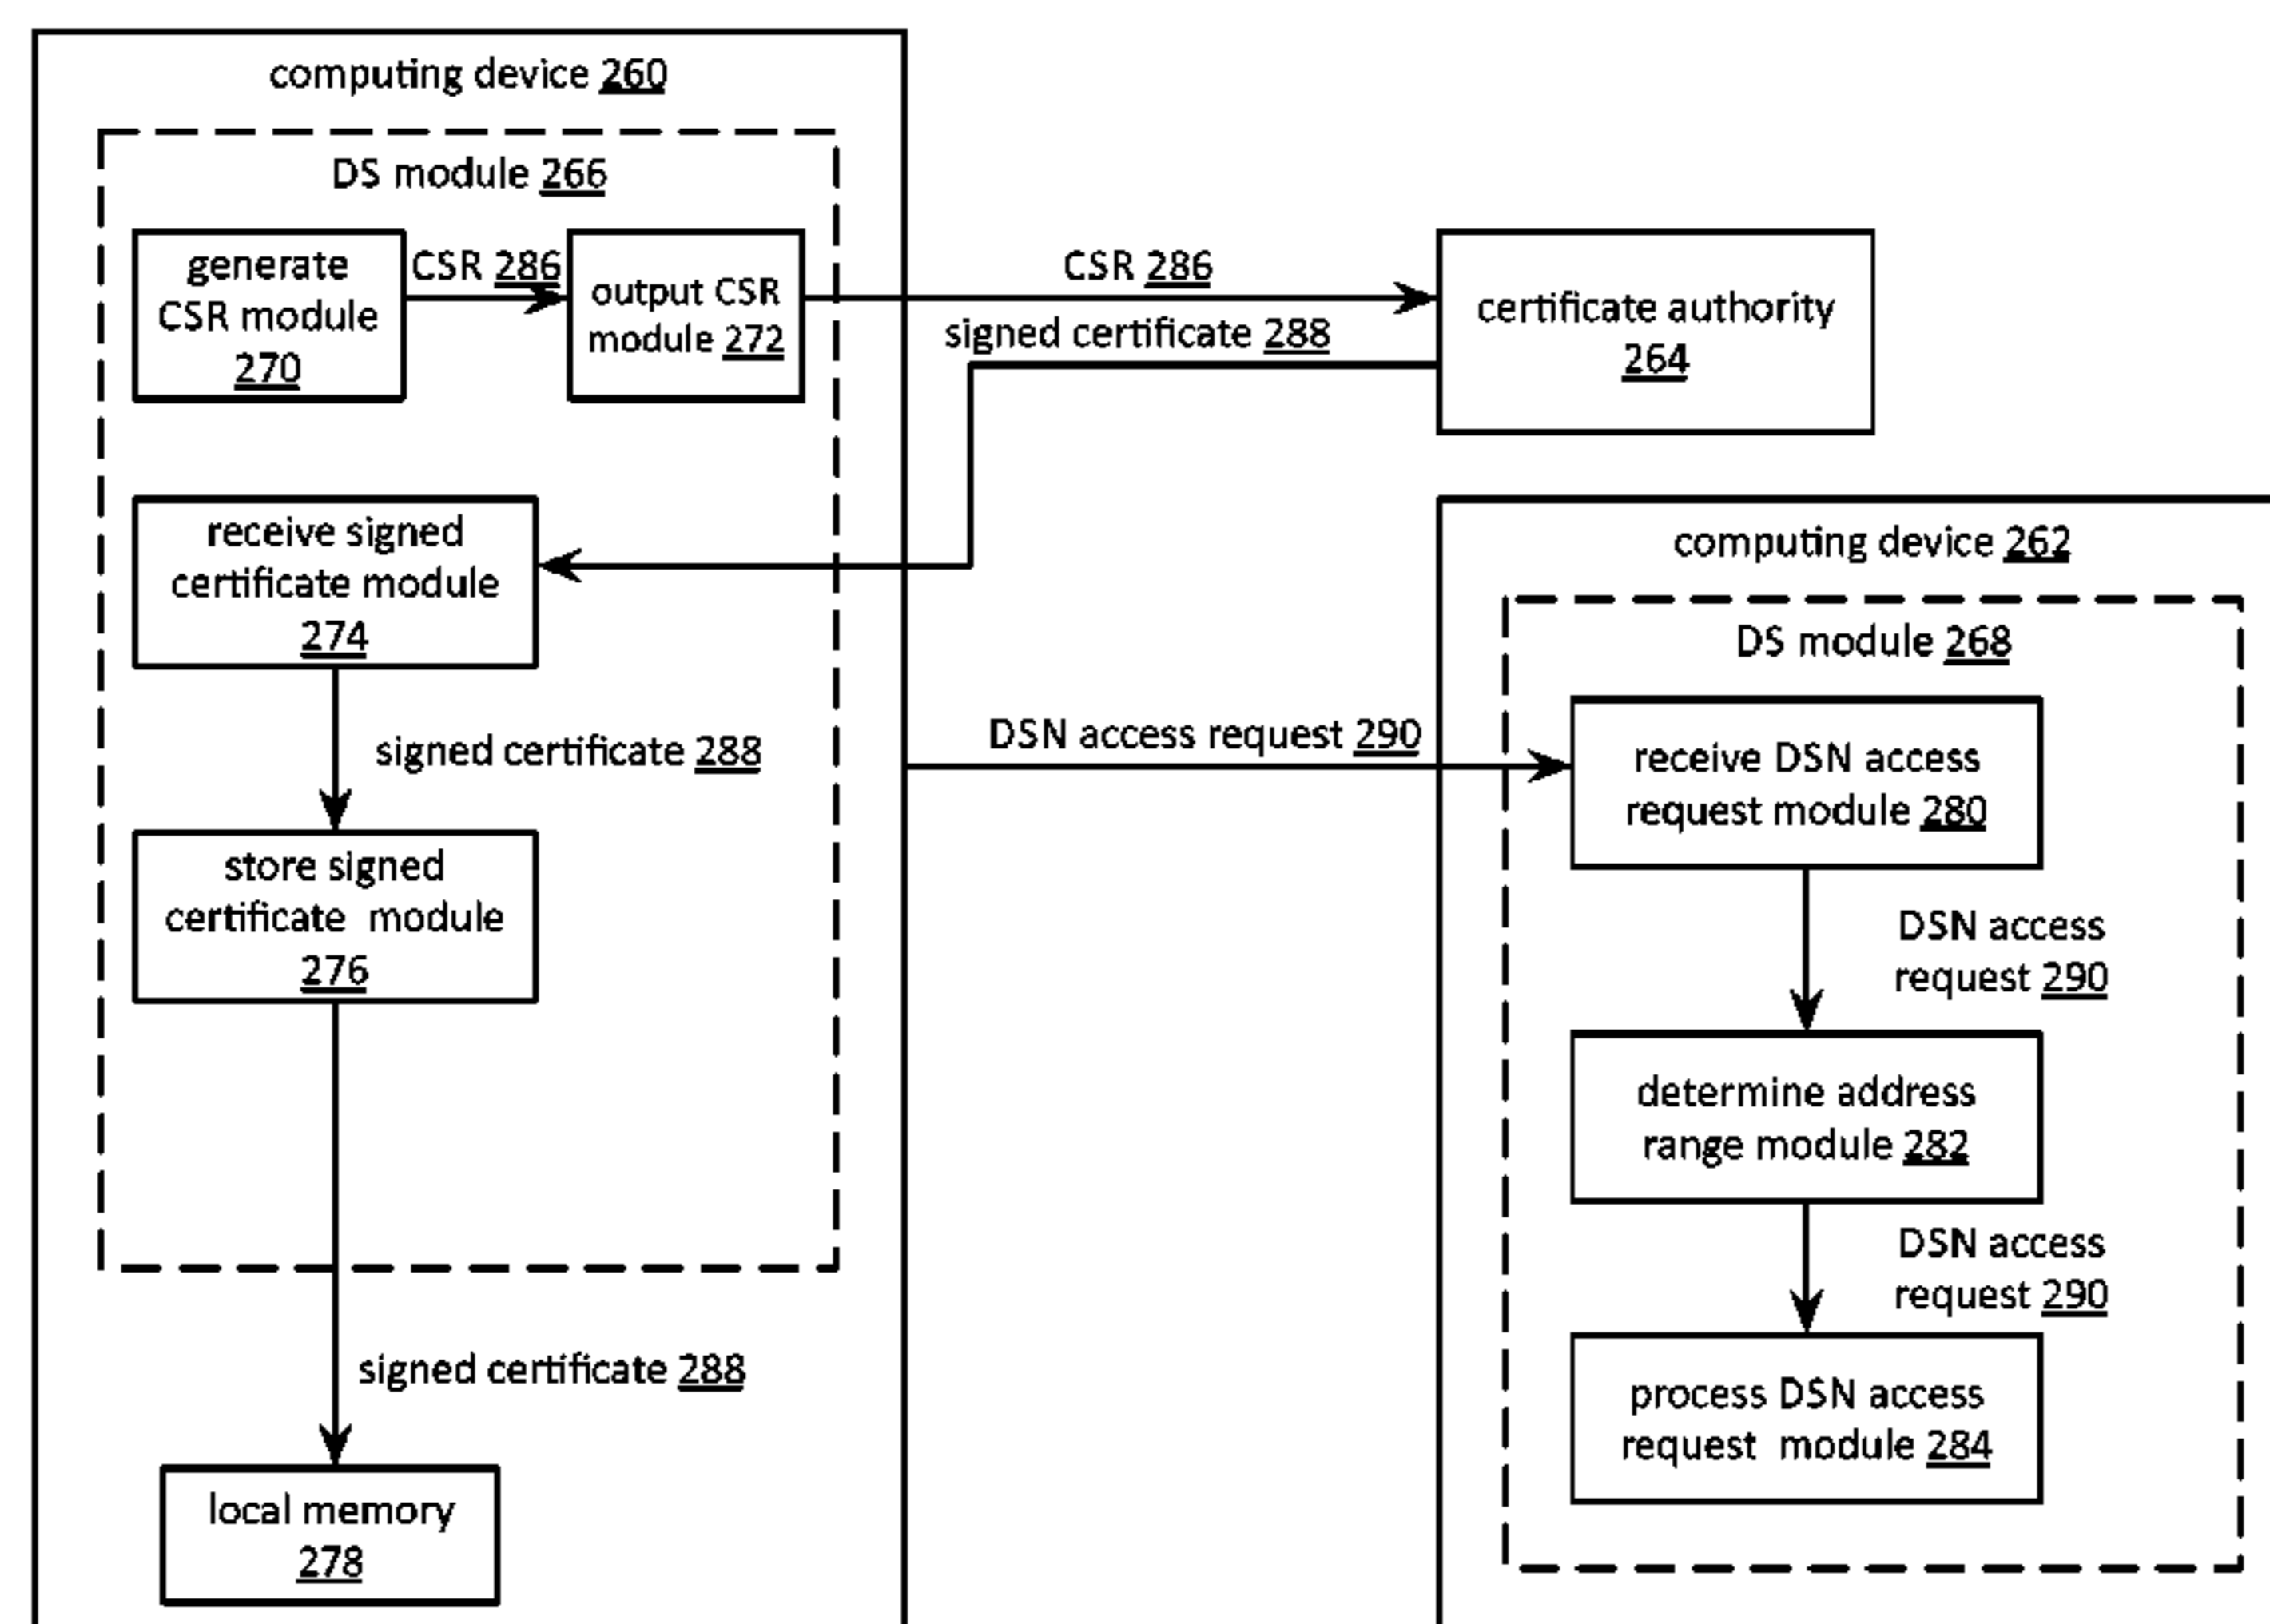 computing device 260
DS module 266
generate
CSR module
270
CSR 286
output CSR
module 272
CSR 286
signed certificate 288
certificate authority
264
receive signed
certificate module
274
signed certificate 288
store signed
certificate module
276
signed certificate 288
local memory
278
DSN access request 290
computing device 262
DS module 268
receive DSN access
request module 280
DSN access
request 290
determine address
range module 282
DSN access
request 290
process DSN access
request module 284